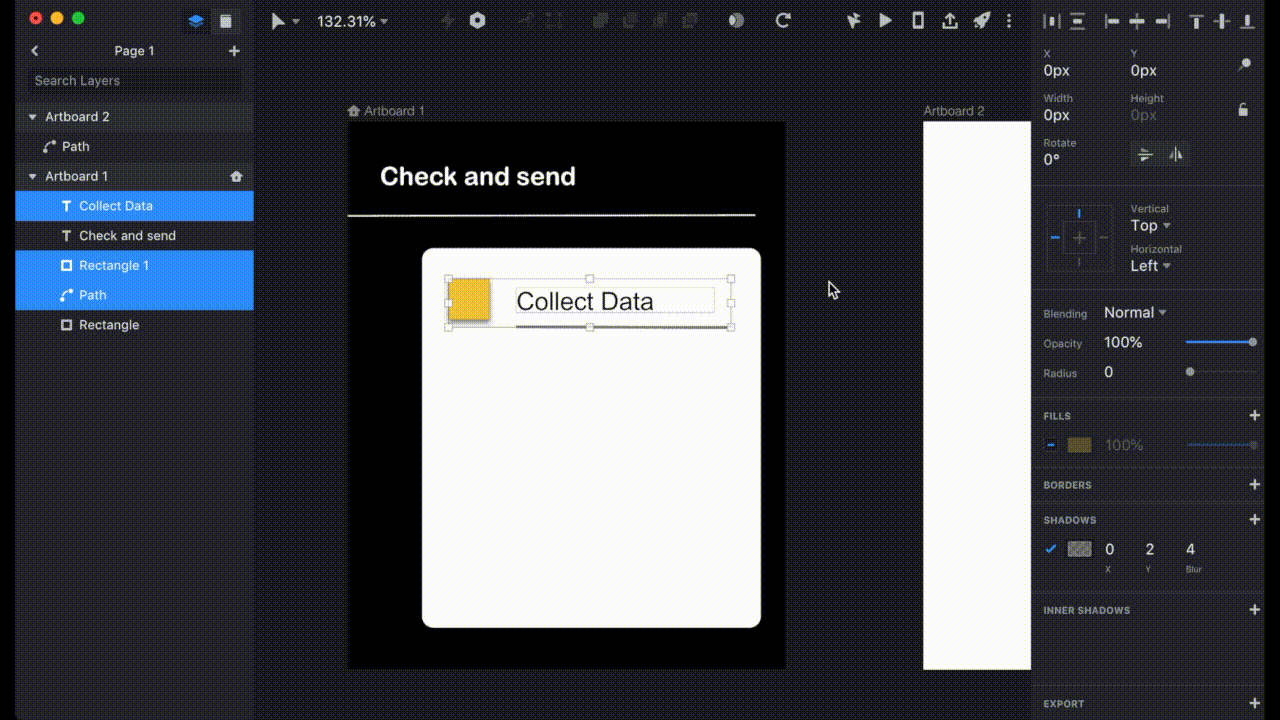 132.31%
Page 1
Search Layers
Artboard 2
Path
Artboard 1
Collect Data
Check and send
Rectangle 1
Path
Rectangle
Artboard 1
Check and send
Collect Data
Artboard 2
X Y
0px 0px
Width Height
0px 0px
Rotate
0°
Vertical
Top
Horizontal
Left
Blending Normal
Opacity 100%
Radius 0
FILLS
100%
BORDERS
SHADOWS
0 2 4
X Y Blur
INNER SHADOWS
EXPORT